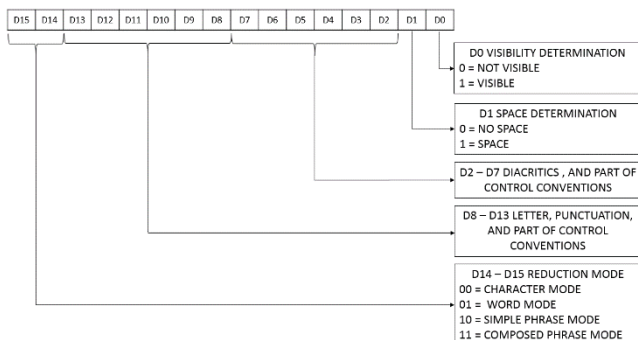 D15 D14 D13 D12 D11 D10 D9 D8 D7 D6 D5 D4 D3 D2 D1 D0
D0 VISIBILITY DETERMINATION
0 = NOT VISIBLE
1 = VISIBLE
D1 SPACE DETERMINATION
0 = NO SPACE
1 = SPACE
D2 – D7 DIACRITICS , AND PART OF
CONTROL CONVENTIONS
D8 – D13 LETTER, PUNCTUATION,
AND PART OF CONTROL
CONVENTIONS
D14 – D15 REDUCTION MODE
00 = CHARACTER MODE
01 = WORD MODE
10 = SIMPLE PHRASE MODE
11 = COMPOSED PHRASE MODE